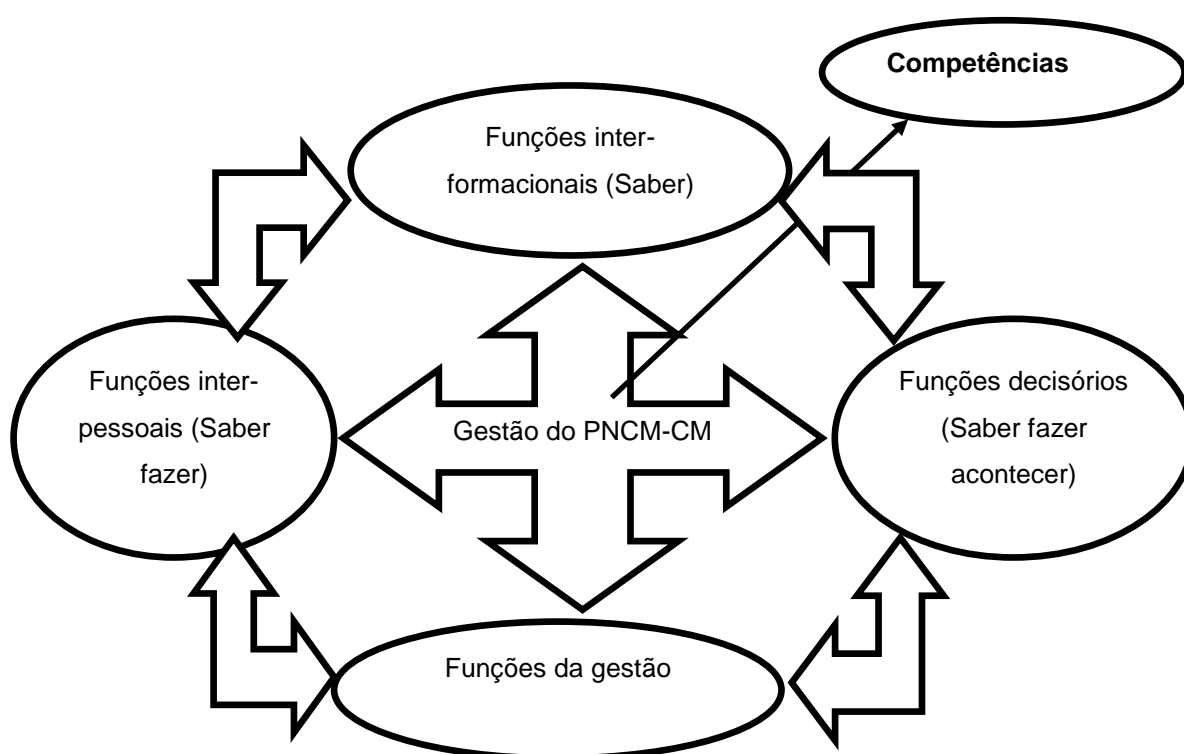 Competências
Funções inter-
formacionais (Saber)
Funções inter-
pessoais (Saber
fazer)
Gestão do PNCM-CM
Funções decisórios
(Saber fazer
acontecer)
Funções da gestão